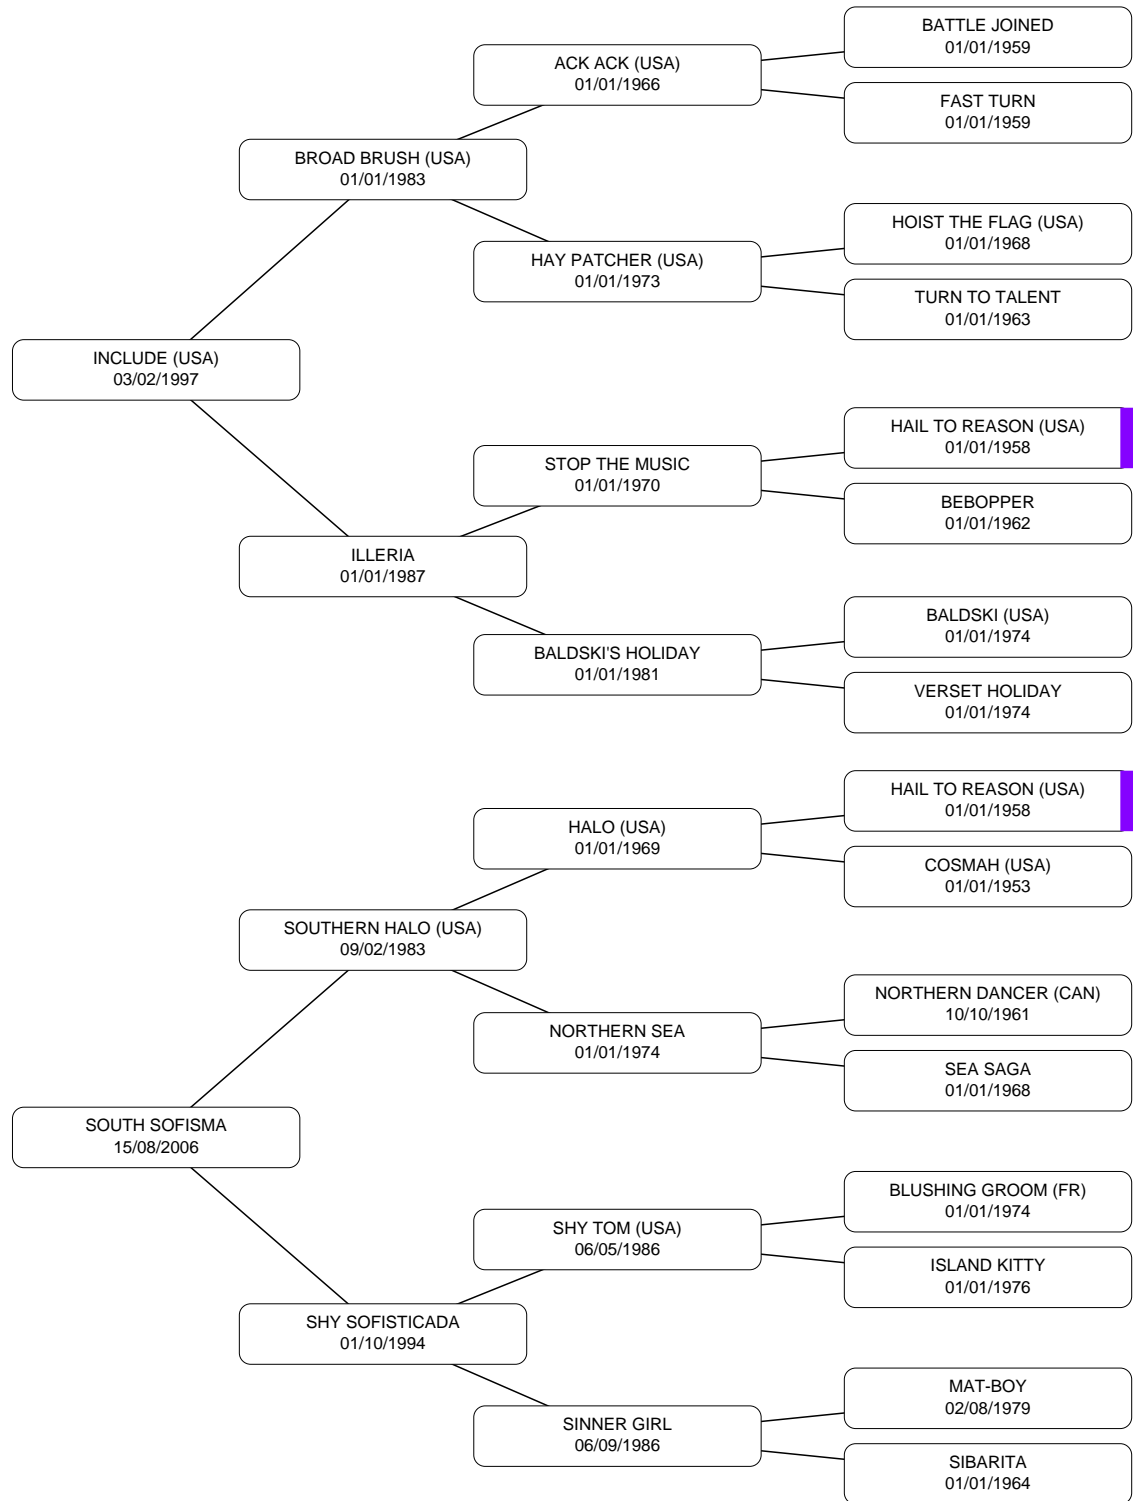 BATTLE JOINED
01/01/1959
ACK ACK (USA)
01/01/1966
FAST TURN
01/01/1959
BROAD BRUSH (USA)
01/01/1983
HOIST THE FLAG (USA)
01/01/1968
HAY PATCHER (USA)
01/01/1973
TURN TO TALENT
01/01/1963
INCLUDE (USA)
03/02/1997
HAIL TO REASON (USA)
01/01/1958
STOP THE MUSIC
01/01/1970
BEBOPPER
01/01/1962
ILLERIA
01/01/1987
BALDSKI (USA)
01/01/1974
BALDSKI'S HOLIDAY
01/01/1981
VERSET HOLIDAY
01/01/1974
HAIL TO REASON (USA)
01/01/1958
HALO (USA)
01/01/1969
COSMAH (USA)
01/01/1953
SOUTHERN HALO (USA)
09/02/1983
NORTHERN DANCER (CAN)
10/10/1961
NORTHERN SEA
01/01/1974
SEA SAGA
01/01/1968
SOUTH SOFISMA
15/08/2006
BLUSHING GROOM (FR)
01/01/1974
SHY TOM (USA)
06/05/1986
ISLAND KITTY
01/01/1976
SHY SOFISTICADA
01/10/1994
MAT-BOY
02/08/1979
SINNER GIRL
06/09/1986
SIBARITA
01/01/1964